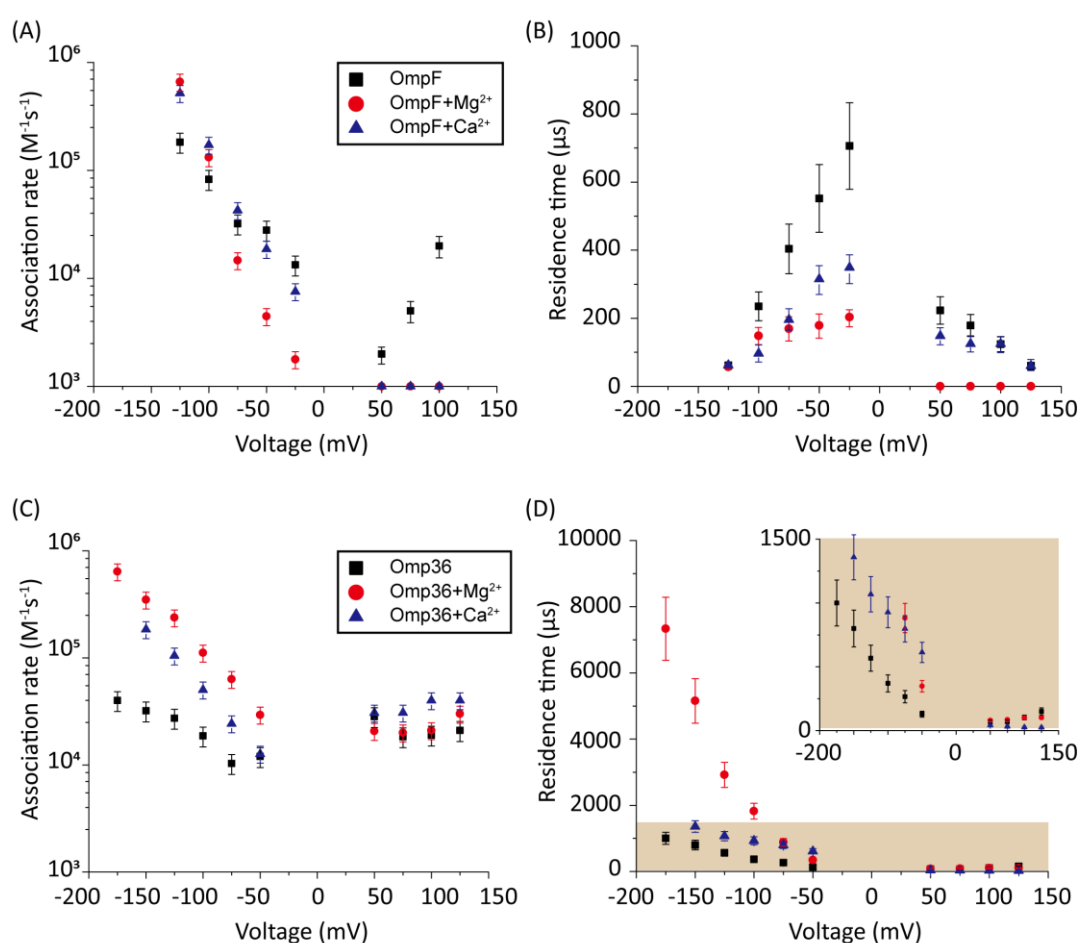 (A)
Association rate (M⁻¹s⁻¹)
10⁶
10⁵
10⁴
10³
-200 -150 -100 -50 0 50 100 150
Voltage (mV)
OmpF
OmpF+Mg²⁺
OmpF+Ca²⁺
(B)
Residence time (µs)
1000
800
600
400
200
0
-200 -150 -100 -50 0 50 100 150
Voltage (mV)
(C)
Association rate (M⁻¹s⁻¹)
10⁶
10⁵
10⁴
10³
-200 -150 -100 -50 0 50 100 150
Voltage (mV)
Omp36
Omp36+Mg²⁺
Omp36+Ca²⁺
(D)
Residence time (µs)
10000
8000
6000
4000
2000
0
-200 -150 -100 -50 0 50 100 150
Voltage (mV)
1500
0
-200 0 150